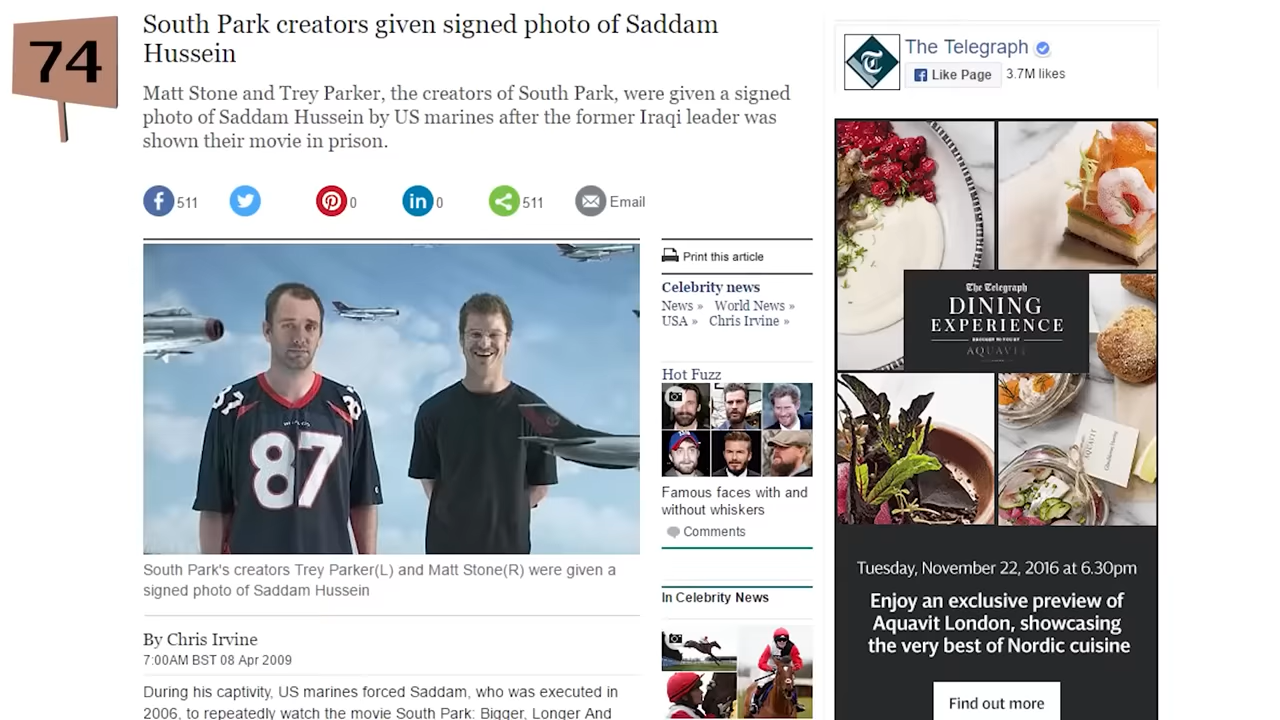 74
South Park creators given signed photo of Saddam
Hussein
Matt Stone and Trey Parker, the creators of South Park, were given a signed
photo of Saddam Hussein by US marines after the former Iraqi leader was
shown their movie in prison.
511
0
in 0
511
Email
87
South Park's creators Trey Parker(L) and Matt Stone(R) were given a
signed photo of Saddam Hussein
By Chris Irvine
7:00AM BST 08 Apr 2009
During his captivity, US marines forced Saddam, who was executed in
2006, to repeatedly watch the movie South Park: Bigger, Longer And
Print this article
Celebrity news
News » World News »
USA » Chris Irvine »
Hot Fuzz
Famous faces with and
without whiskers
Comments
In Celebrity News
The Telegraph
Like Page 3.7M likes
The Telegraph
DINING
EXPERIENCE
BROUGHT TO YOU BY
AQUAVIT
Tuesday, November 22, 2016 at 6.30pm
Enjoy an exclusive preview of
Aquavit London, showcasing
the very best of Nordic cuisine
Find out more